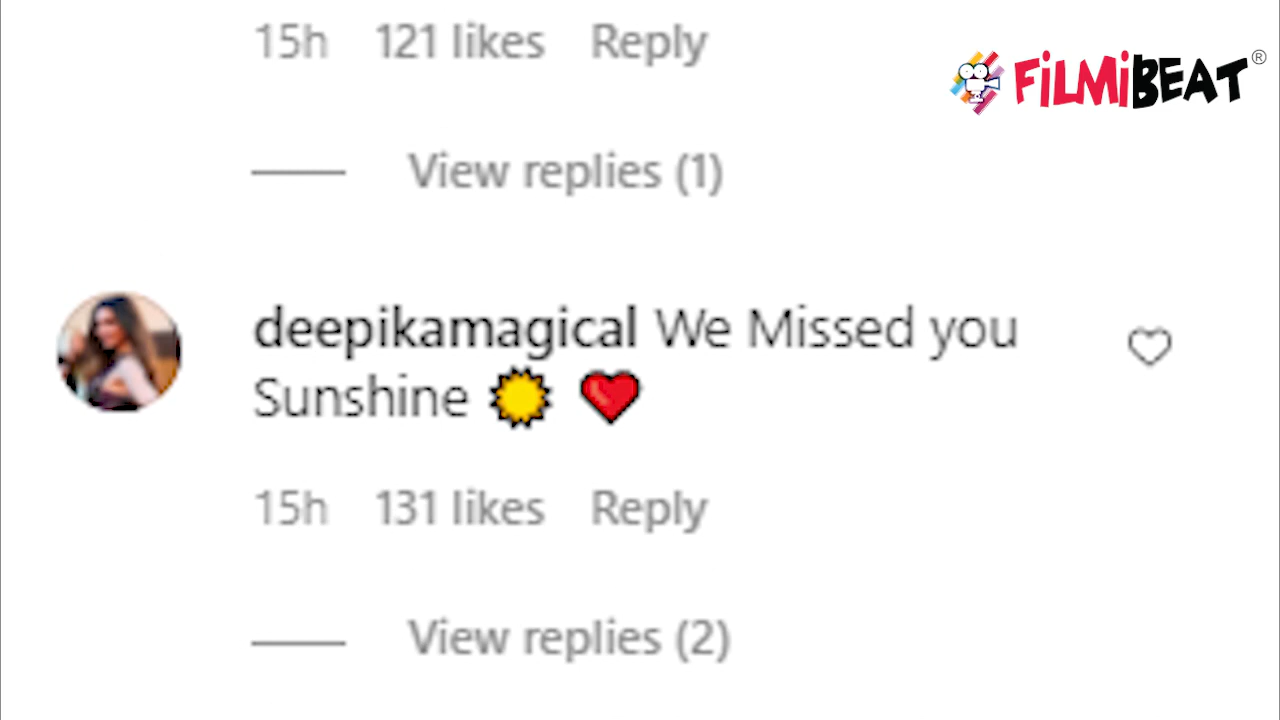 15h 121 likes Reply
FiLMiBEAT®
View replies (1)
deepikamagical We Missed you
Sunshine ☀️ ❤️
15h 131 likes Reply
View replies (2)